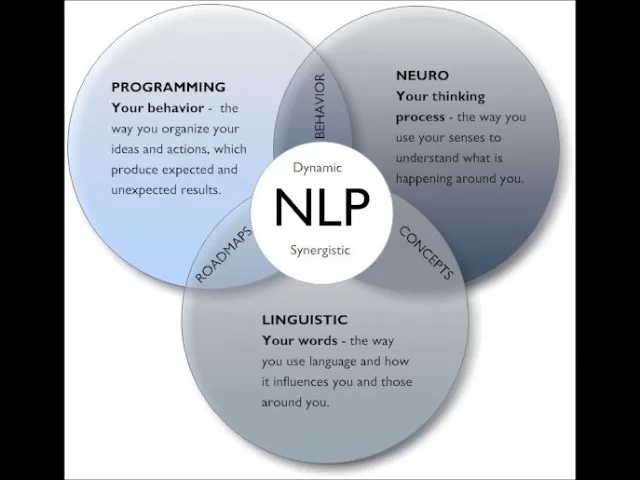 PROGRAMMING
Your behavior - the
way you organize your
ideas and actions, which
produce expected and
unexpected results.
BEHAVIOR
NEURO
Your thinking
process - the way you
use your senses to
understand what is
happening around you.
Dynamic
NLP
Synergistic
ROADMAPS
CONCEPTS
LINGUISTIC
Your words - the way
you use language and how
it influences you and those
around you.